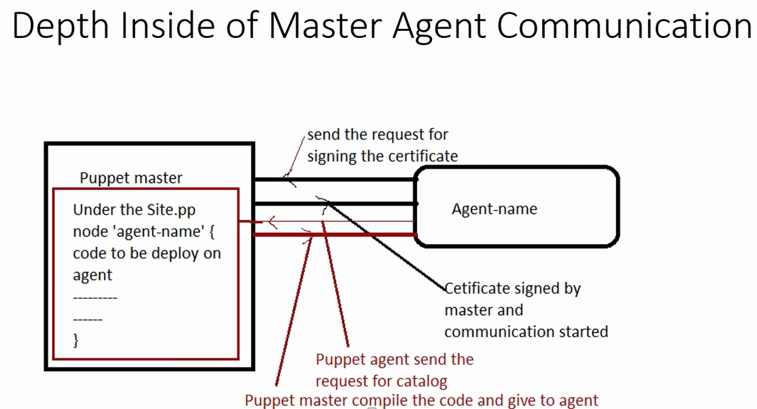 Depth Inside of Master Agent Communication
send the request for
signing the certificate
Puppet master
Under the Site.pp
node 'agent-name' {
code to be deploy on
agent
---------
------
}
Agent-name
Cetificate signed by
master and
communication started
Puppet agent send the
request for catalog
Puppet master compile the code and give to agent